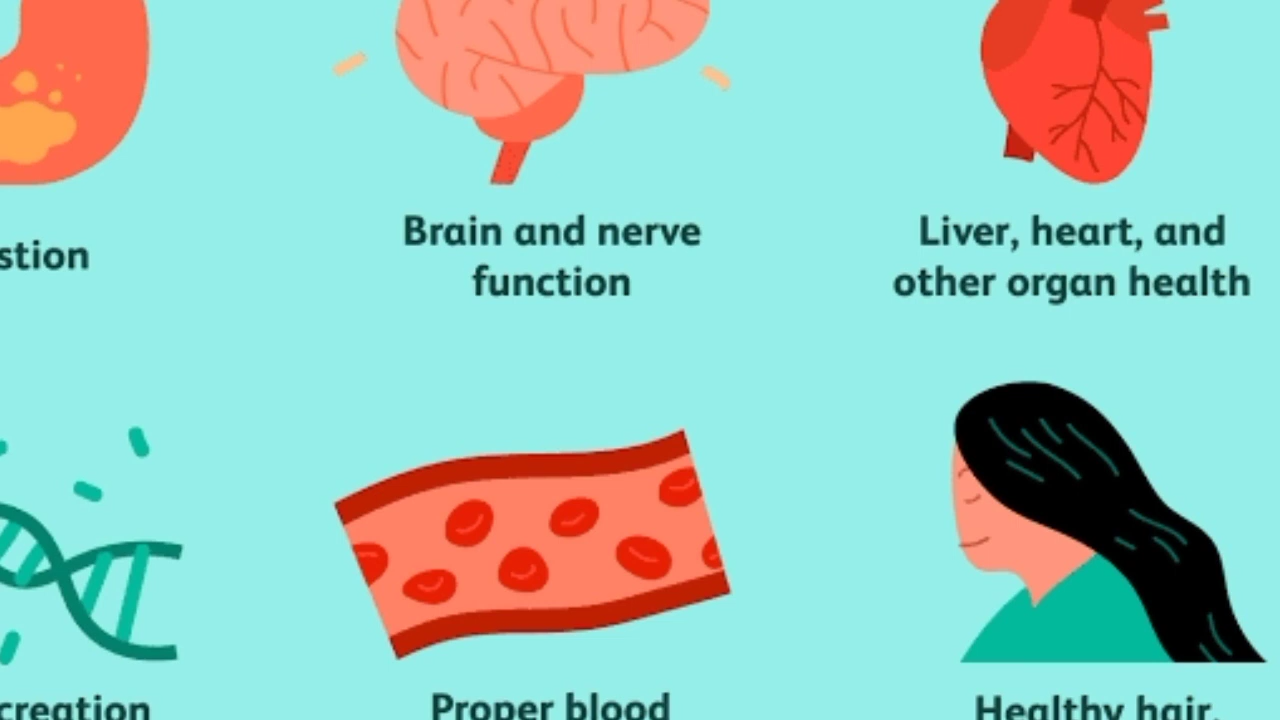 stion
Brain and nerve
function
Liver, heart, and
other organ health
creation
Proper blood
Healthy hair,